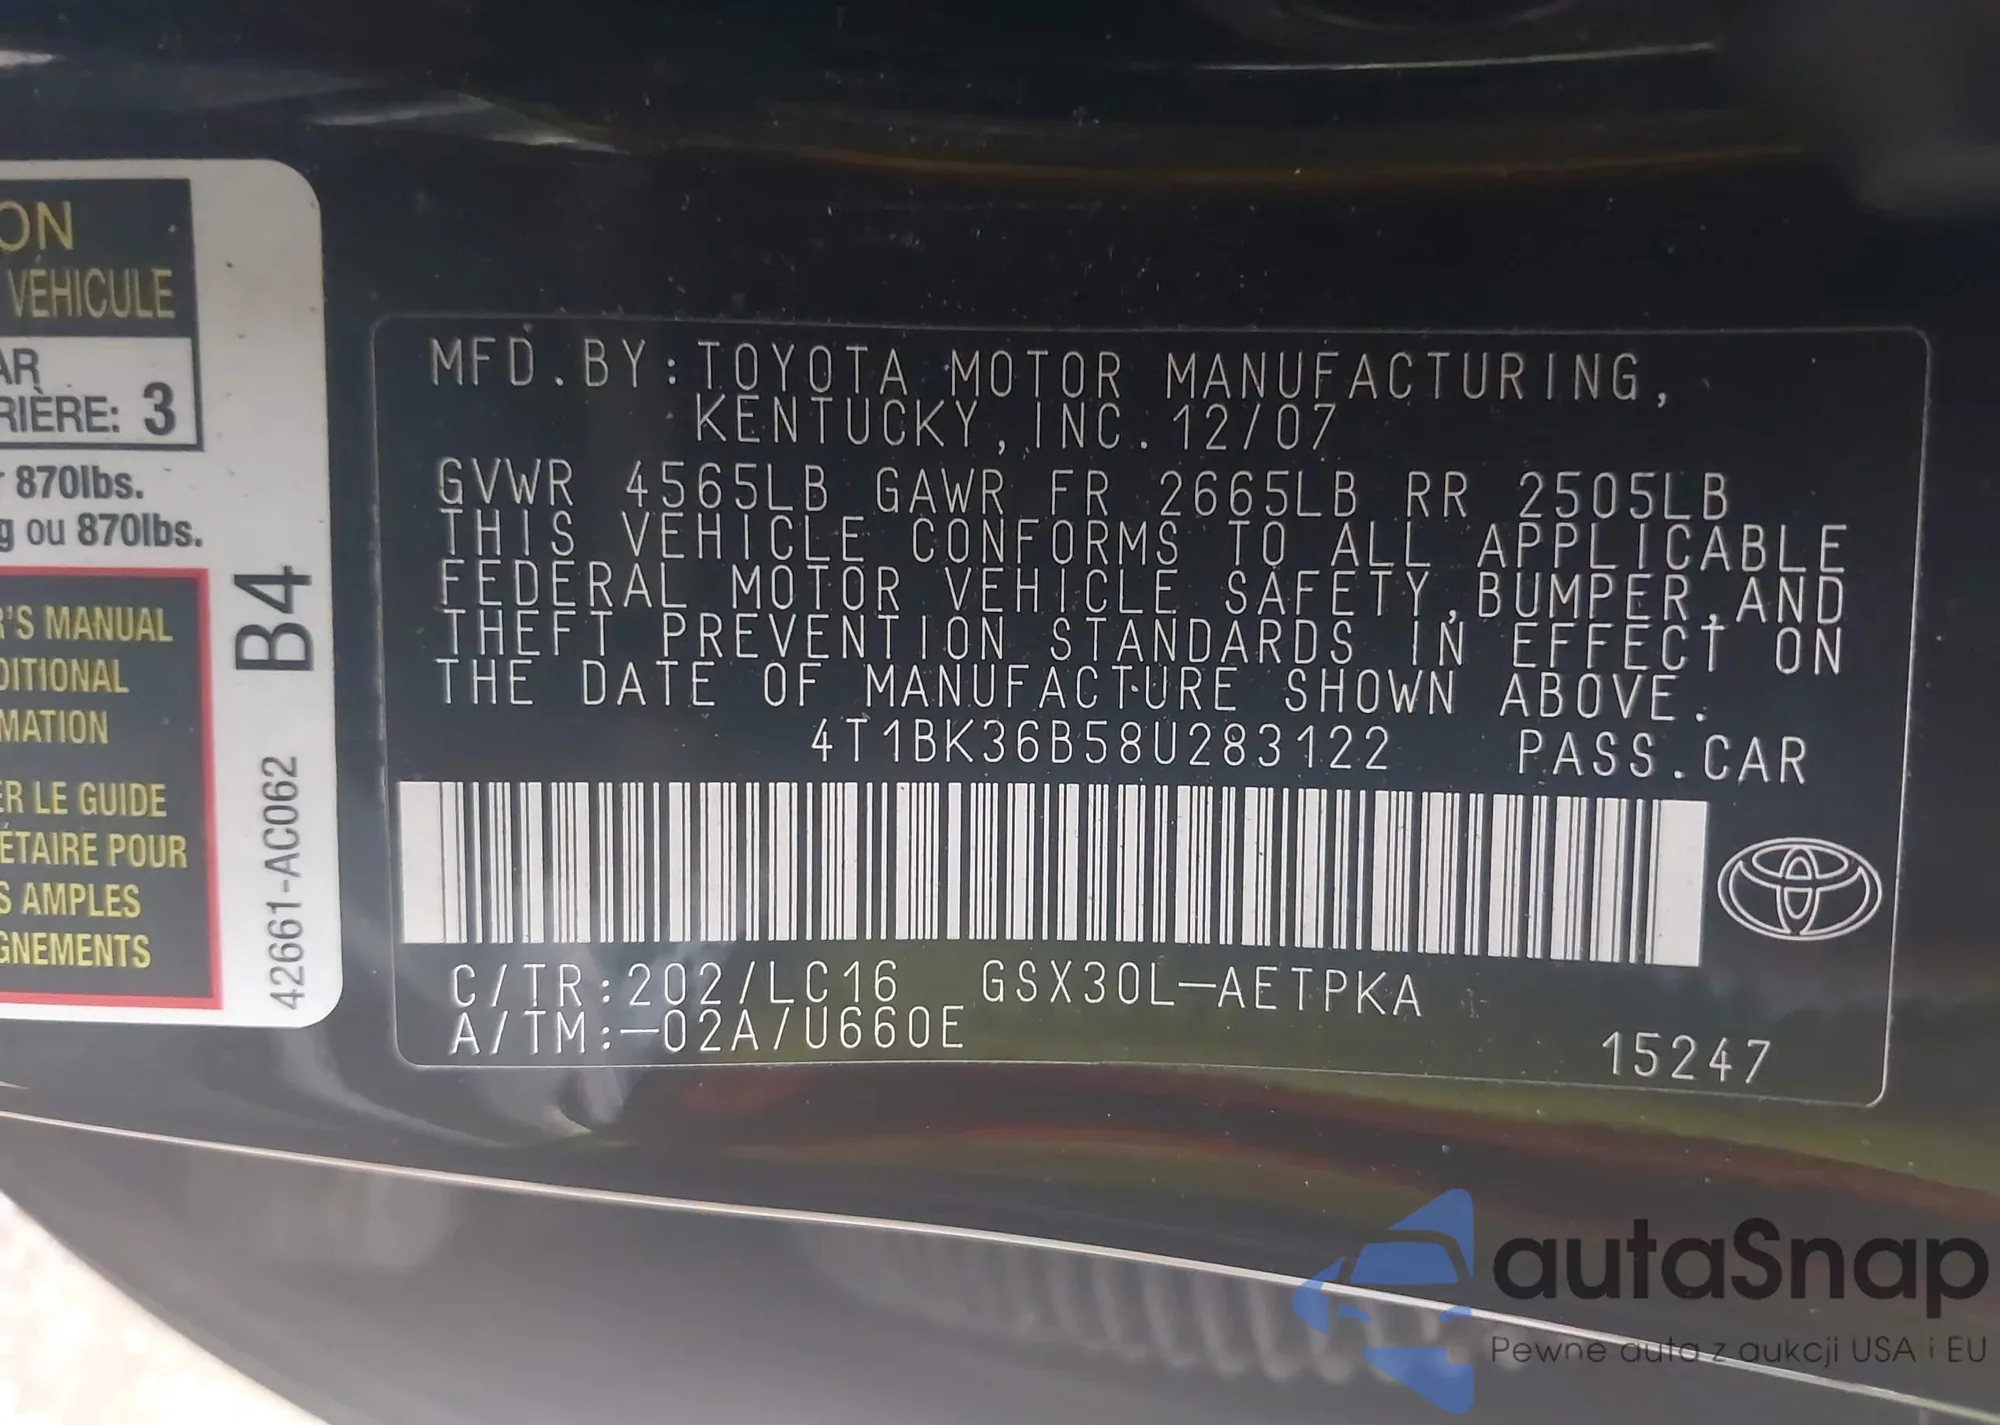 ON
VÉHICULE
AR
RIÈRE: 3
r 870lbs.
g ou 870lbs.
'S MANUAL
DITIONAL
MATION
ER LE GUIDE
ÉTAIRE POUR
S AMPLES
GNEMENTS
B4
42661-AC062
MFD.BY:TOYOTA MOTOR MANUFACTURING,
KENTUCKY,INC.12/07
GVWR 4565LB GAWR FR 2665LB RR 2505LB
THIS VEHICLE CONFORMS TO ALL APPLICABLE
FEDERAL MOTOR VEHICLE SAFETY,BUMPER,AND
THEFT PREVENTION STANDARDS IN EFFECT ON
THE DATE OF MANUFACTURE SHOWN ABOVE.
4T1BK36B58U283122 PASS.CAR
C/TR:202/LC16 GSX30L-AETPKA
A/TM:-02A/U660E
15247
autaSnap
Pewne auta z aukcji USA i EU